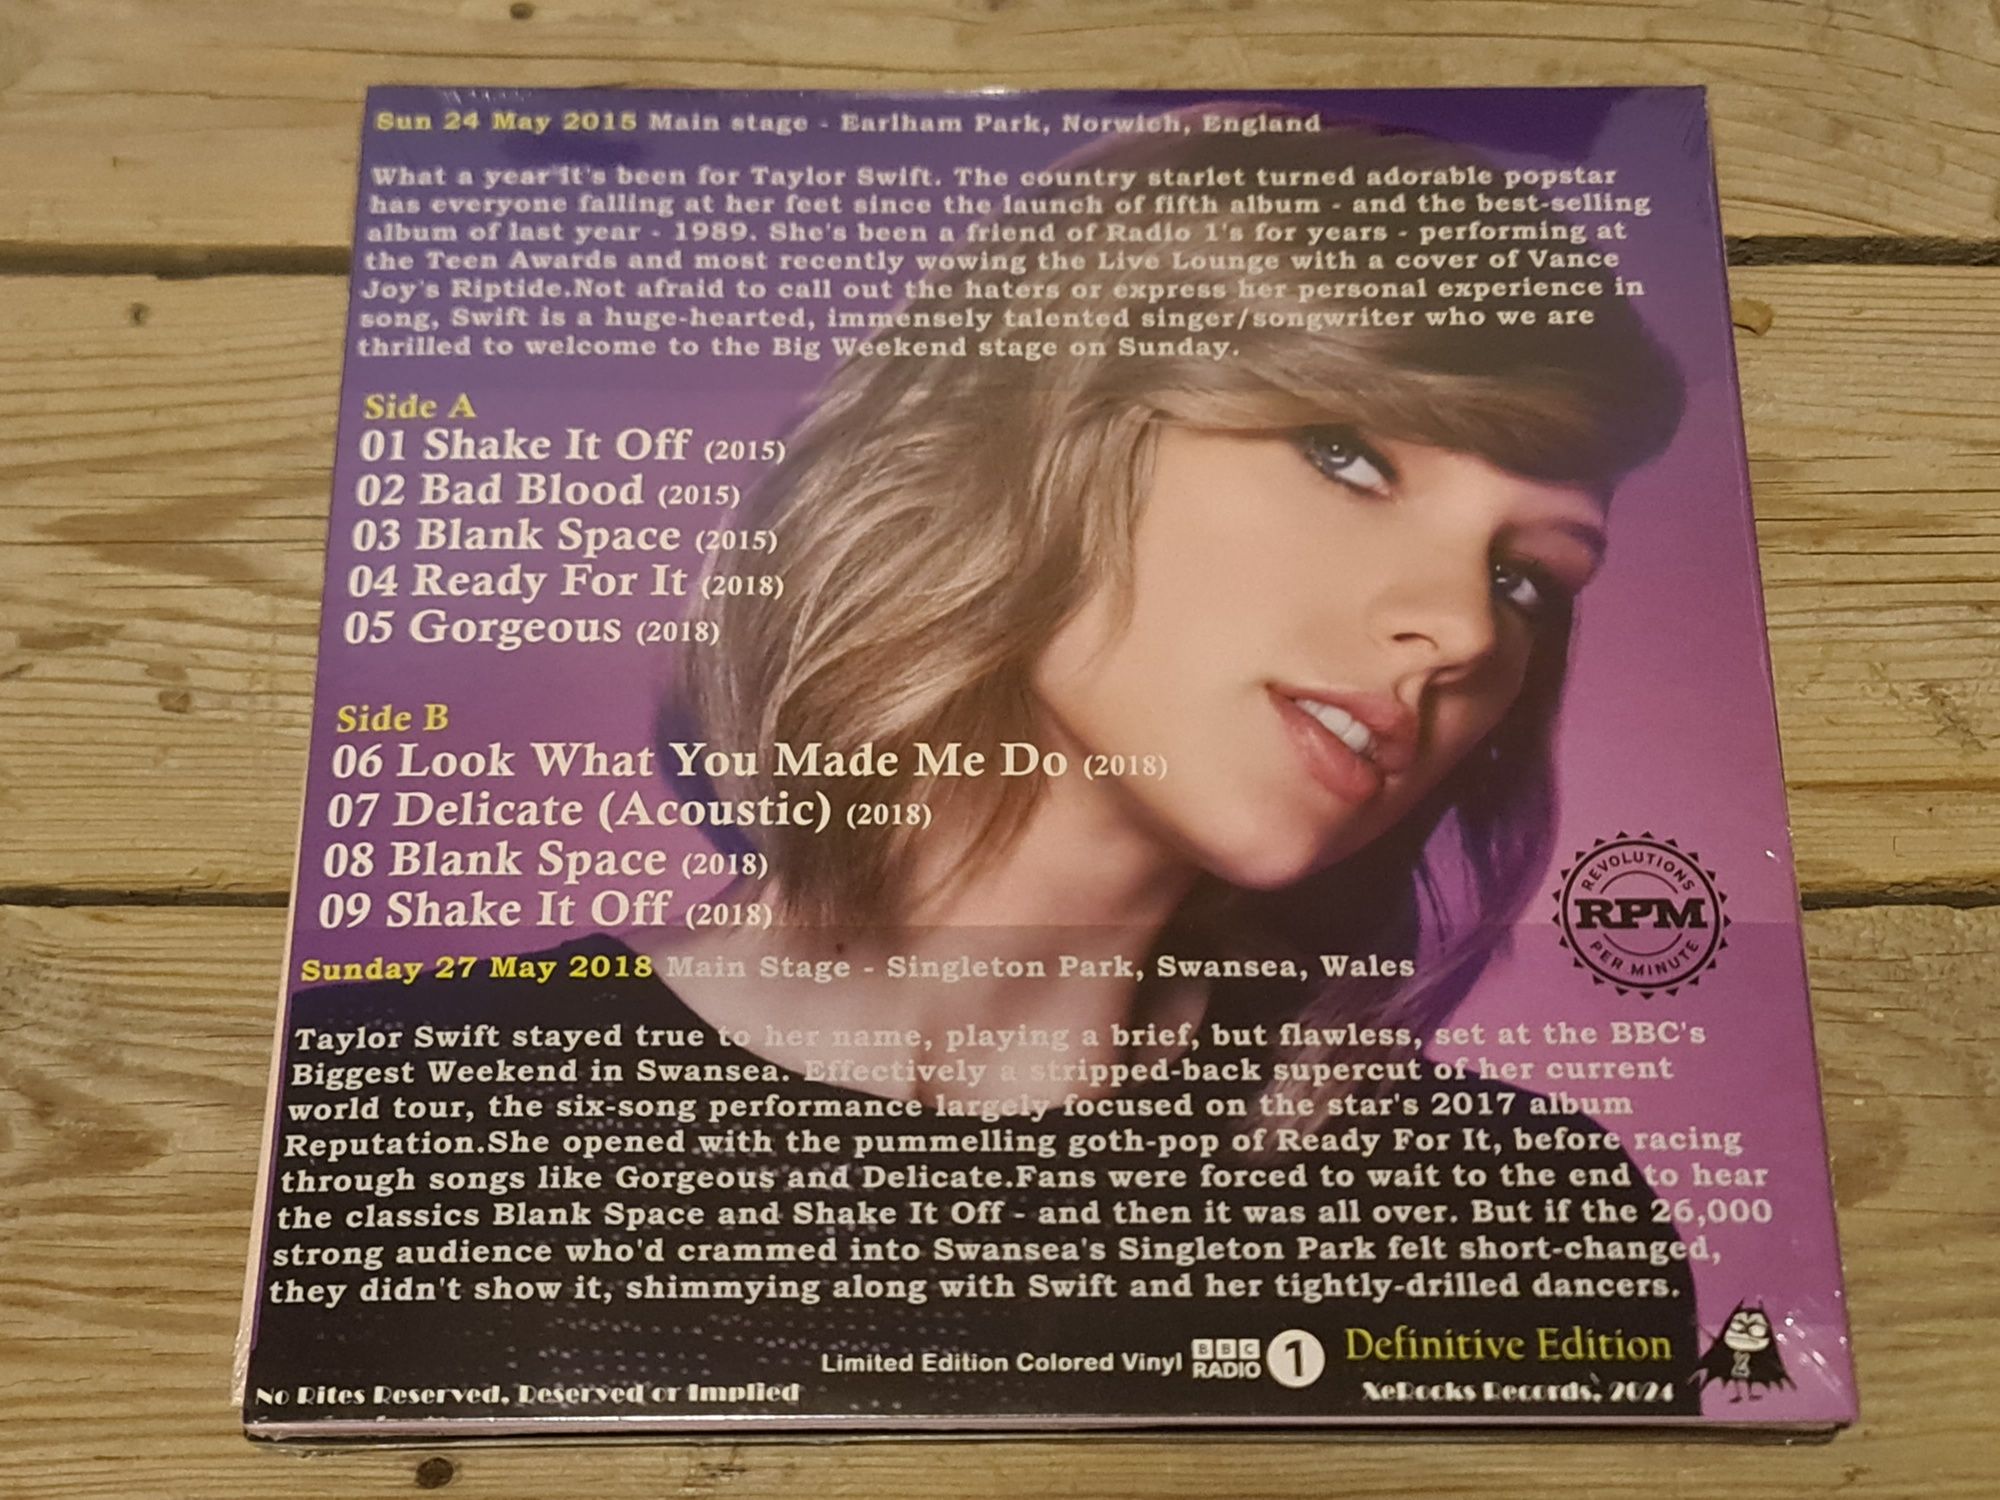 Sun 24 May 2015 Main stage - Earlham Park, Norwich, England
What a year it's been for Taylor Swift. The country starlet turned adorable popstar
has everyone falling at her feet since the launch of fifth album - and the best-selling
album of last year - 1989. She's been a friend of Radio 1's for years - performing at
the Teen Awards and most recently wowing the Live Lounge with a cover of Vance
Joy's Riptide.Not afraid to call out the haters or express her personal experience in
song, Swift is a huge-hearted, immensely talented singer/songwriter who we are
thrilled to welcome to the Big Weekend stage on Sunday.
Side A
01 Shake It Off (2015)
02 Bad Blood (2015)
03 Blank Space (2015)
04 Ready For It (2018)
05 Gorgeous (2018)
Side B
06 Look What You Made Me Do (2018)
07 Delicate (Acoustic) (2018)
08 Blank Space (2018)
09 Shake It Off (2018)
REVOLUTIONS
RPM
PER MINUTE
Sunday 27 May 2018 Main Stage - Singleton Park, Swansea, Wales
Taylor Swift stayed true to her name, playing a brief, but flawless, set at the BBC's
Biggest Weekend in Swansea. Effectively a stripped-back supercut of her current
world tour, the six-song performance largely focused on the star's 2017 album
Reputation.She opened with the pummelling goth-pop of Ready For It, before racing
through songs like Gorgeous and Delicate.Fans were forced to wait to the end to hear
the classics Blank Space and Shake It Off - and then it was all over. But if the 26,000
strong audience who'd crammed into Swansea's Singleton Park felt short-changed,
they didn't show it, shimmying along with Swift and her tightly-drilled dancers.
Limited Edition Colored Vinyl BBC RADIO 1 Definitive Edition
No Rites Reserved, Deserved or Implied XeRocks Records, 2024